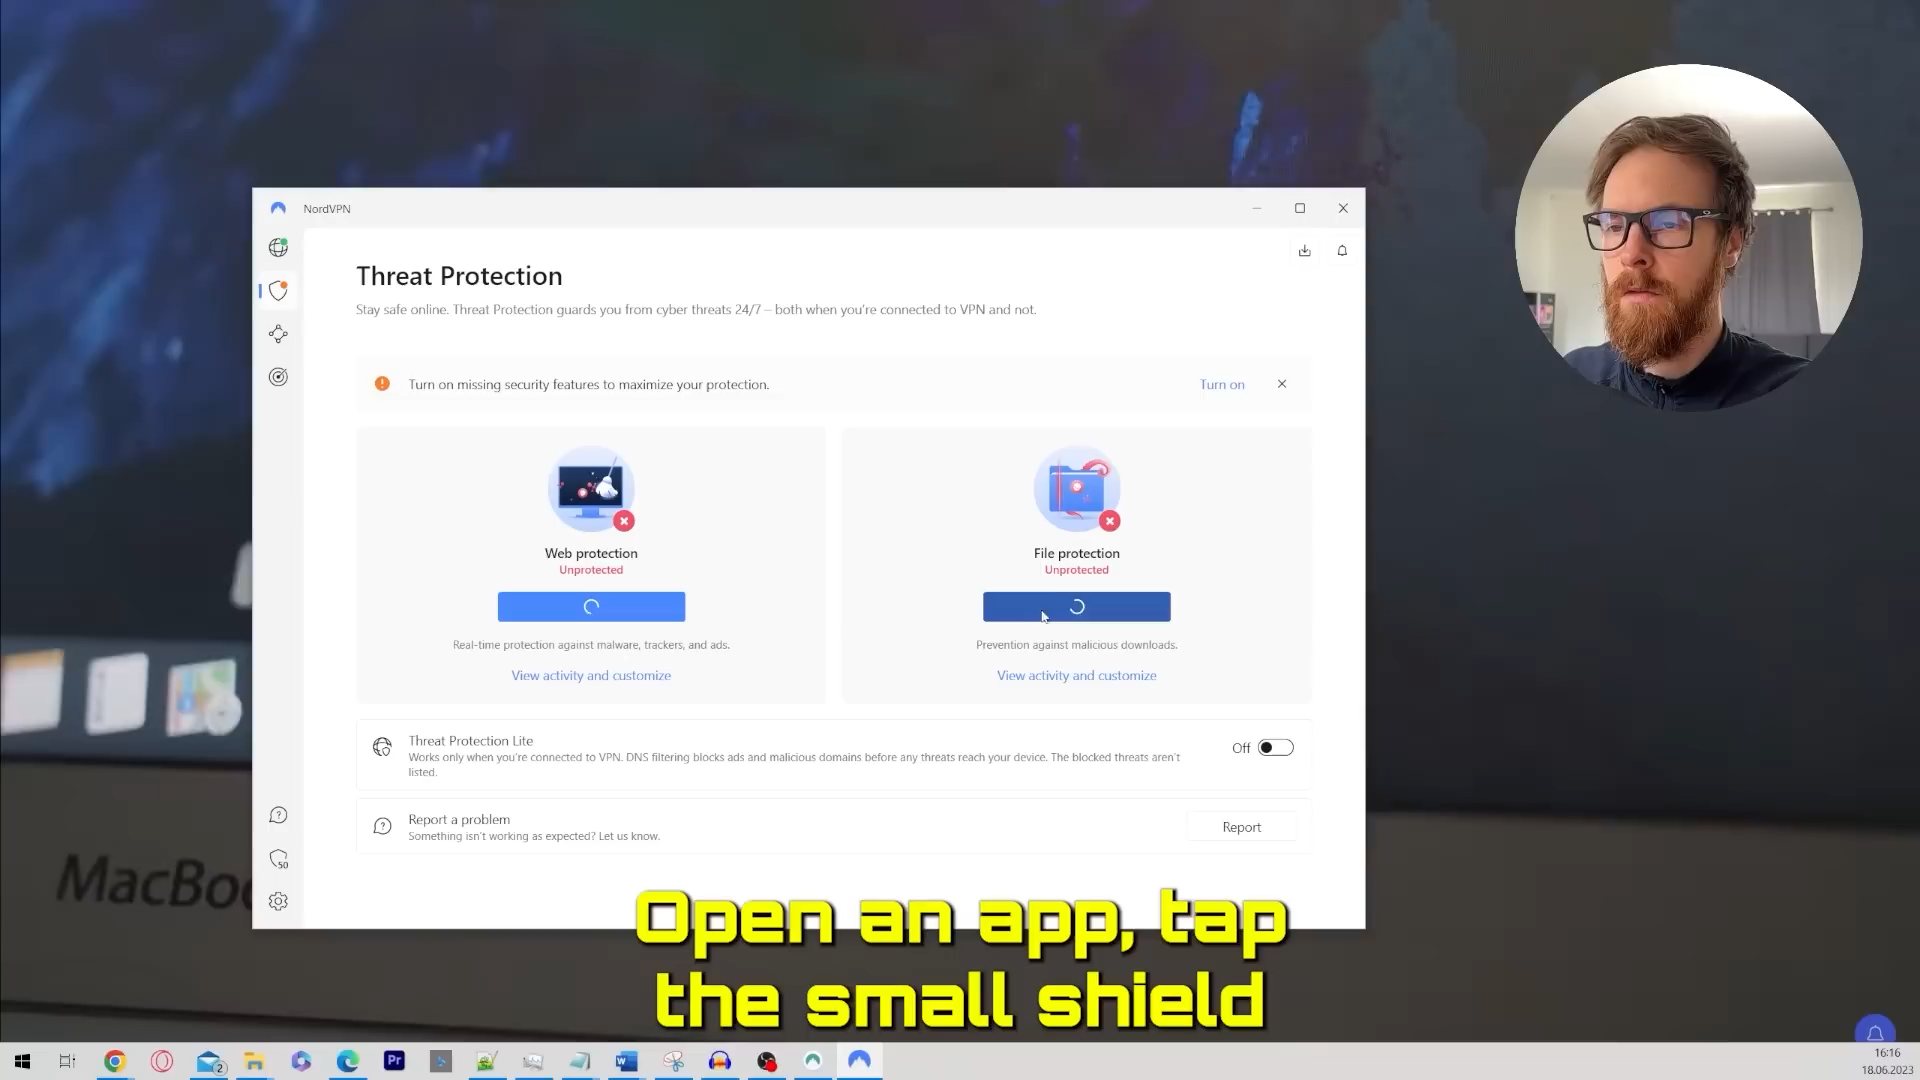 NordVPN
Threat Protection
Stay safe online. Threat Protection guards you from cyber threats 24/7 – both when you're connected to VPN and not.
Turn on missing security features to maximize your protection.
Turn on
Web protection
Unprotected
Real-time protection against malware, trackers, and ads.
View activity and customize
File protection
Unprotected
Prevention against malicious downloads.
View activity and customize
Threat Protection Lite
Works only when you're connected to VPN. DNS filtering blocks ads and malicious domains before any threats reach your device. The blocked threats aren't
listed.
Off
Report a problem
Something isn't working as expected? Let us know.
Report
50
MacBoo
Open an app, tap
the small shield
2
Pr
16:16
18.06.2023